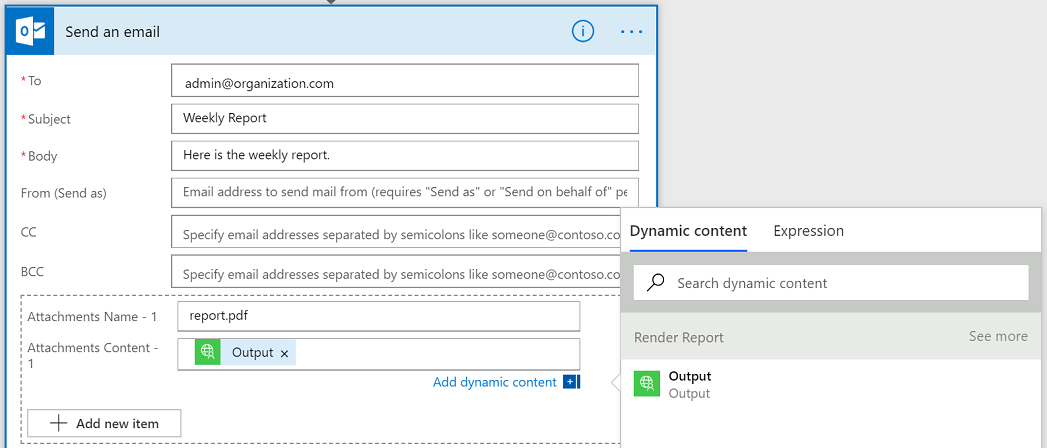 Send an email
* To
admin@organization.com
* Subject
Weekly Report
* Body
Here is the weekly report.
From (Send as)
Email address to send mail from (requires "Send as" or "Send on behalf of" pe
CC
Specify email addresses separated by semicolons like someone@contoso.co
BCC
Specify email addresses separated by semicolons like someone@contoso.co
Attachments Name - 1
report.pdf
Attachments Content -
1
Output ×
Add dynamic content
Add new item
Dynamic content
Expression
Search dynamic content
Render Report
See more
Output
Output